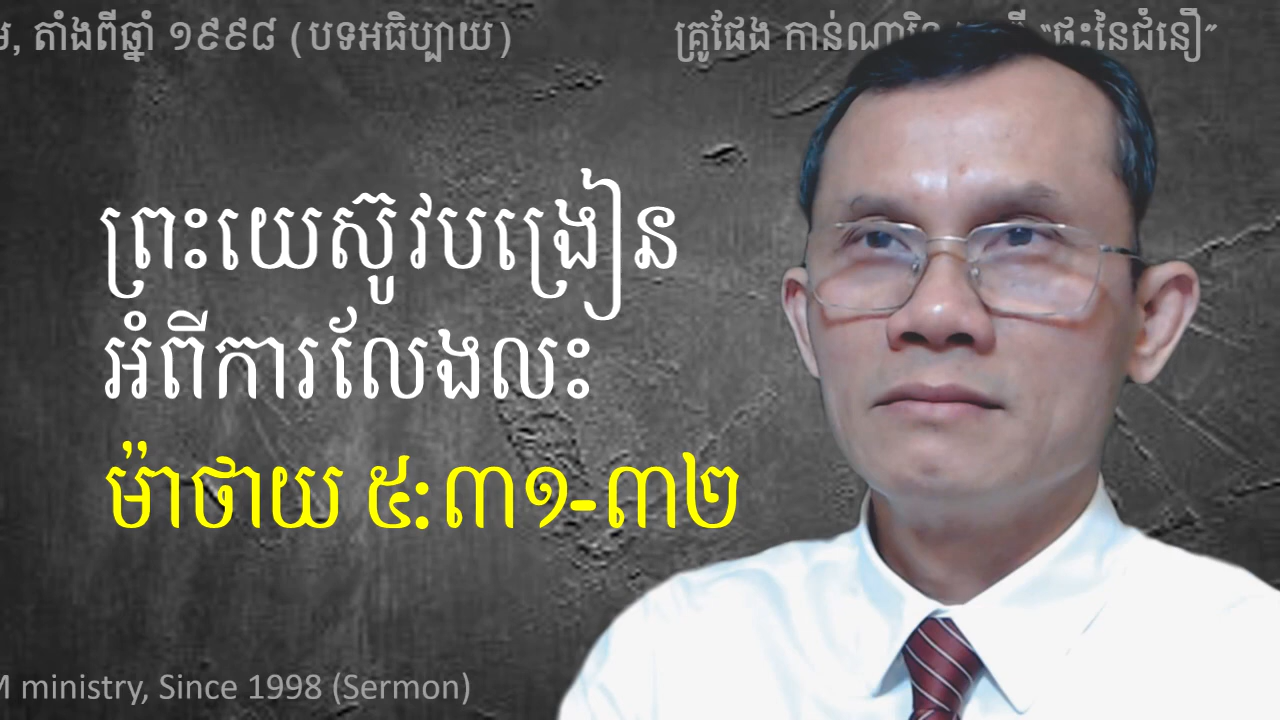 តាំងពីឆ្នាំ ១៩៩៨ (បទអធិប្បាយ)
គ្រូផែង កាន់ណារិទ្ធ “ផ្ទះនៃជំនឿ”
ព្រះយេស៊ូវបង្រៀន
អំពីការលែងលះ
ម៉ាថាយ ៥:៣១-៣២
M ministry, Since 1998 (Sermon)